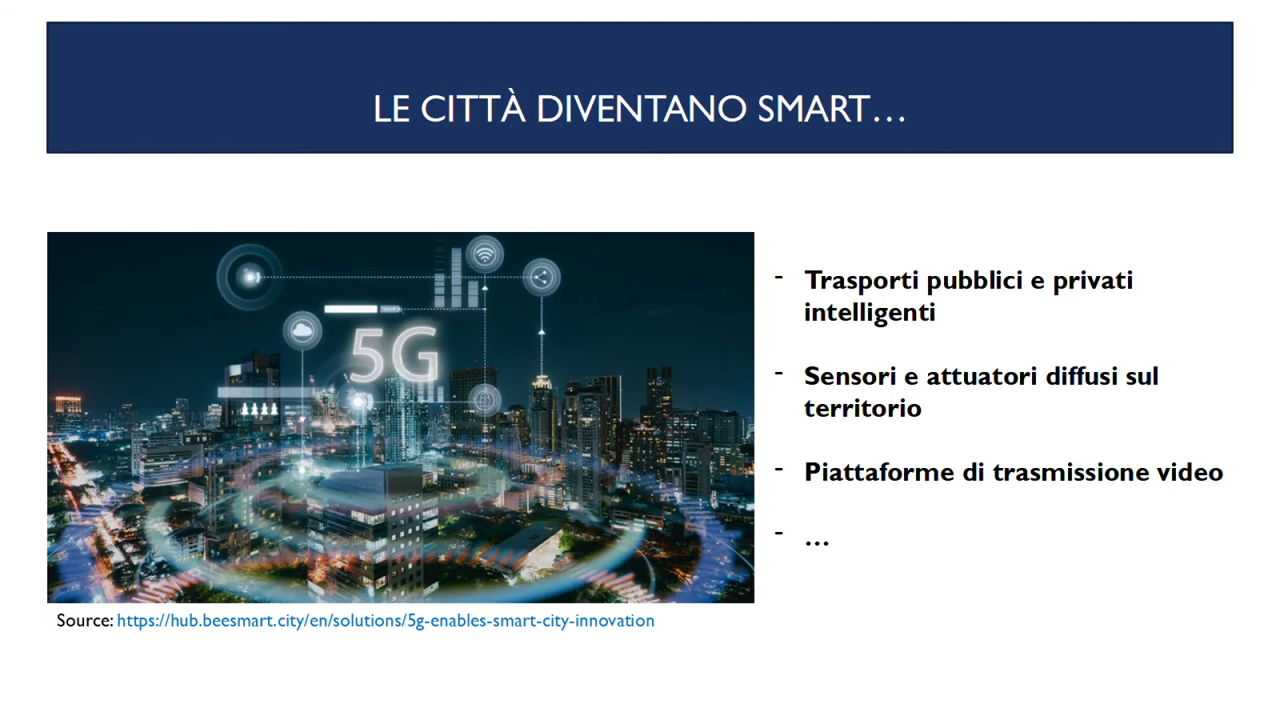 LE CITTÀ DIVENTANO SMART…
5G
- Trasporti pubblici e privati
intelligenti
- Sensori e attuatori diffusi sul
territorio
- Piattaforme di trasmissione video
- …
Source: https://hub.beesmart.city/en/solutions/5g-enables-smart-city-innovation